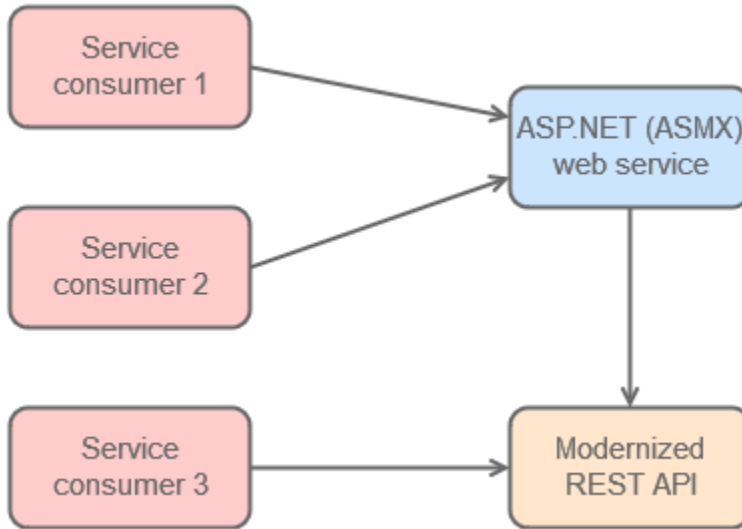 Service
consumer 1
ASP.NET (ASMX)
web service
Service
consumer 2
Service
consumer 3
Modernized
REST API